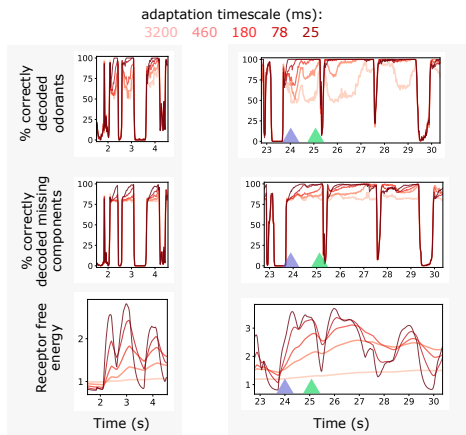 adaptation timescale (ms):
3200 460 180 78 25
% correctly
decoded
odorants
100
75
50
25
0
2 3 4
100
75
50
25
0
23 24 25 26 27 28 29 30
% correctly
decoded missing
components
100
75
50
25
0
2 3 4
100
75
50
25
0
23 24 25 26 27 28 29 30
Receptor free
energy
2
1
2 3 4
3
2
1
23 24 25 26 27 28 29 30
Time (s)
Time (s)